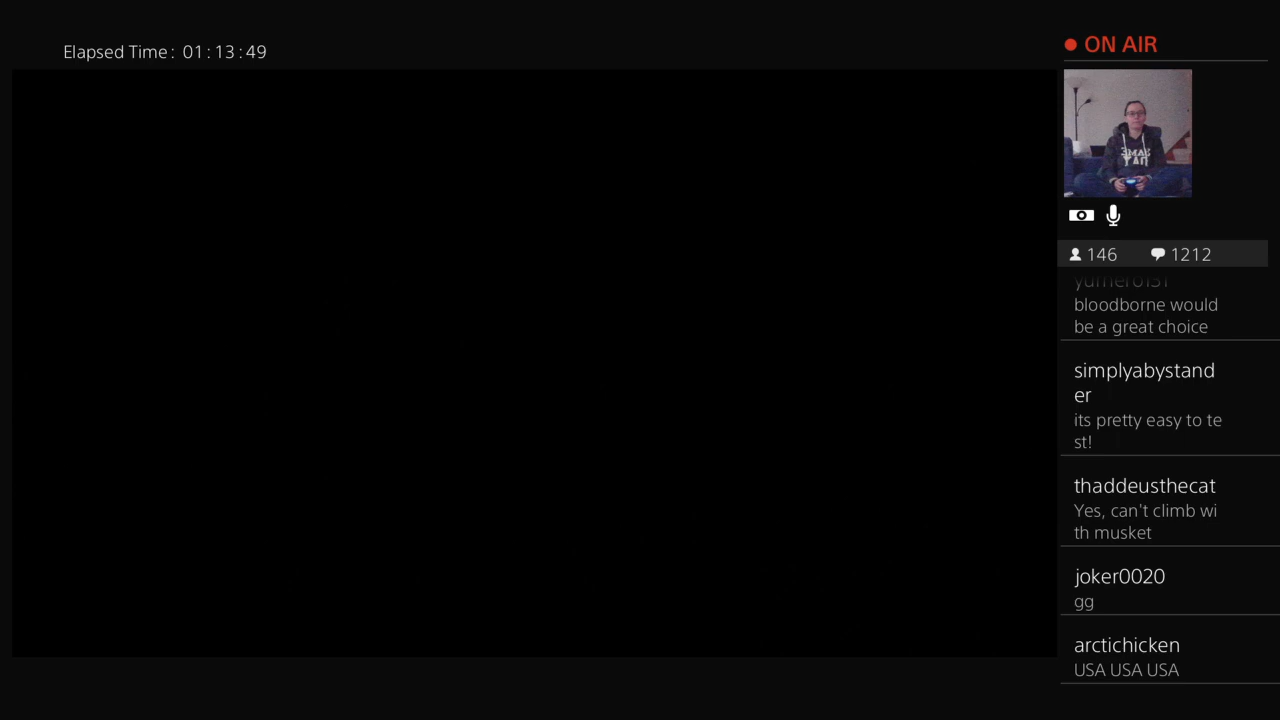 Elapsed Time: 01:13:49
ON AIR
146 1212
bloodborne would
be a great choice
simplyabystand
er
its pretty easy to te
st!
thaddeusthecat
Yes, can't climb wi
th musket
joker0020
gg
arctichicken
USA USA USA